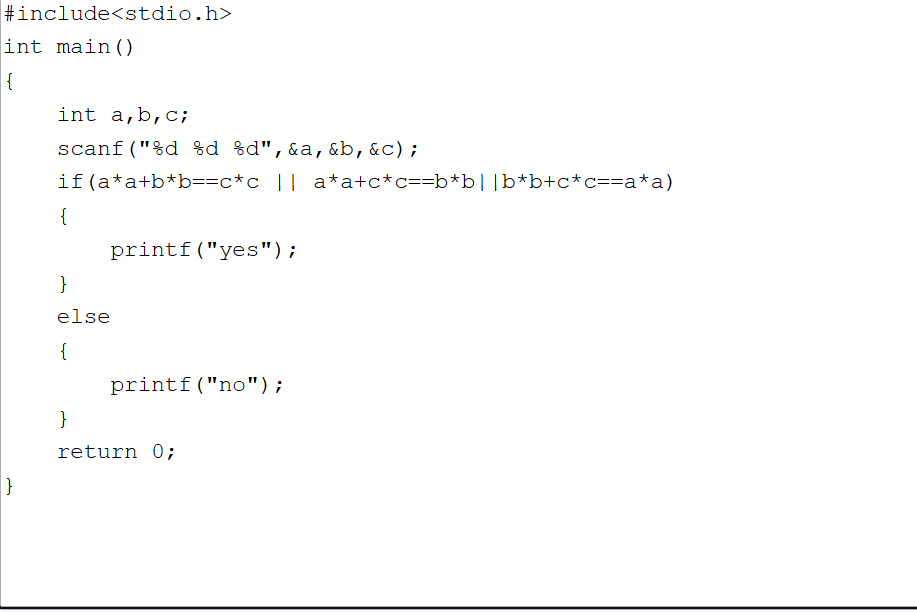 #include<stdio.h>
int main()
{
    int a,b,c;
    scanf("%d %d %d",&a,&b,&c);
    if(a*a+b*b==c*c || a*a+c*c==b*b||b*b+c*c==a*a)
    {
        printf("yes");
    }
    else
    {
        printf("no");
    }
    return 0;
}